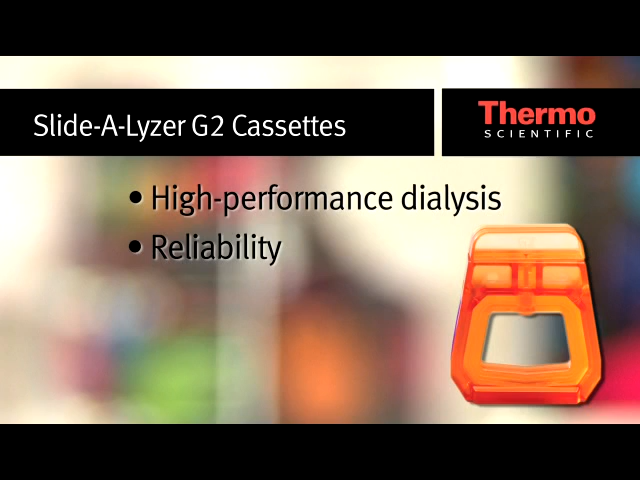 Slide-A-Lyzer G2 Cassettes
Thermo
SCIENTIFIC
• High-performance dialysis
• Reliability